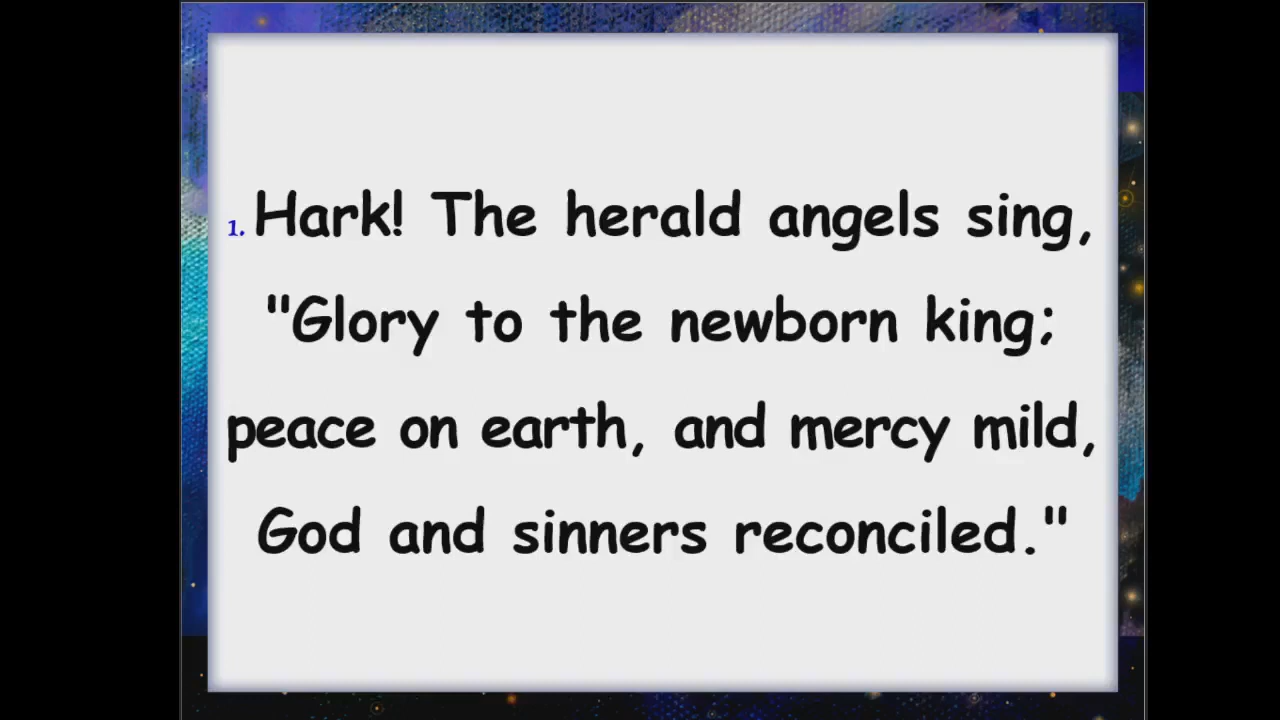 1. Hark! The herald angels sing,
"Glory to the newborn king;
peace on earth, and mercy mild,
God and sinners reconciled."